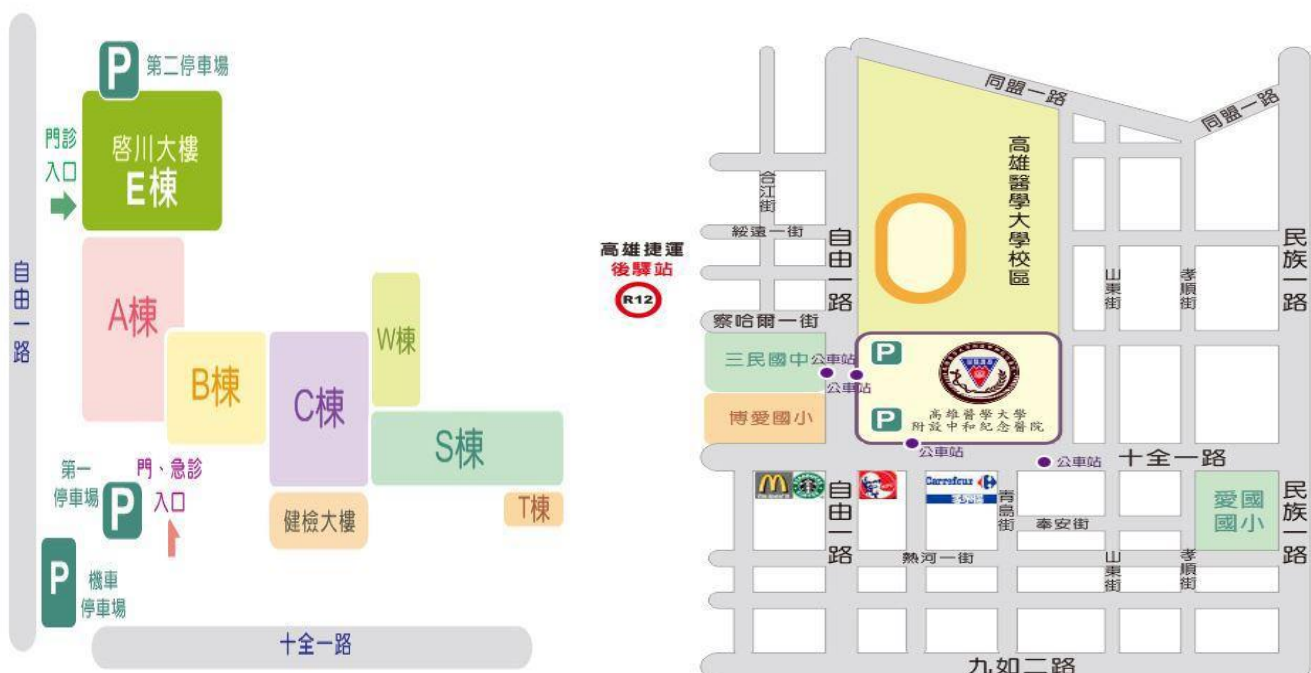 P
第二停車場
啓川大樓
E棟
門診
入口
自由一路
A棟
B棟
C棟
W棟
S棟
T棟
健檢大樓
第一
停車場
P
門、急診
入口
P
機車
停車場
十全一路
高雄捷運
後驛站
R12
同盟一路
同盟一路
高雄醫學大學校區
合江街
綏遠一街
自由一路
山東街
孝順街
民族一路
察哈爾一街
三民國中
公車站
公車站
P
博愛國小
P
高雄醫學大學
附設中和紀念醫院
公車站
公車站
十全一路
Carrefour
家樂福
KFC
自由一路
青島街
奉安街
愛國
國小
民族一路
熱河一街
山東街
孝順街
九如二路